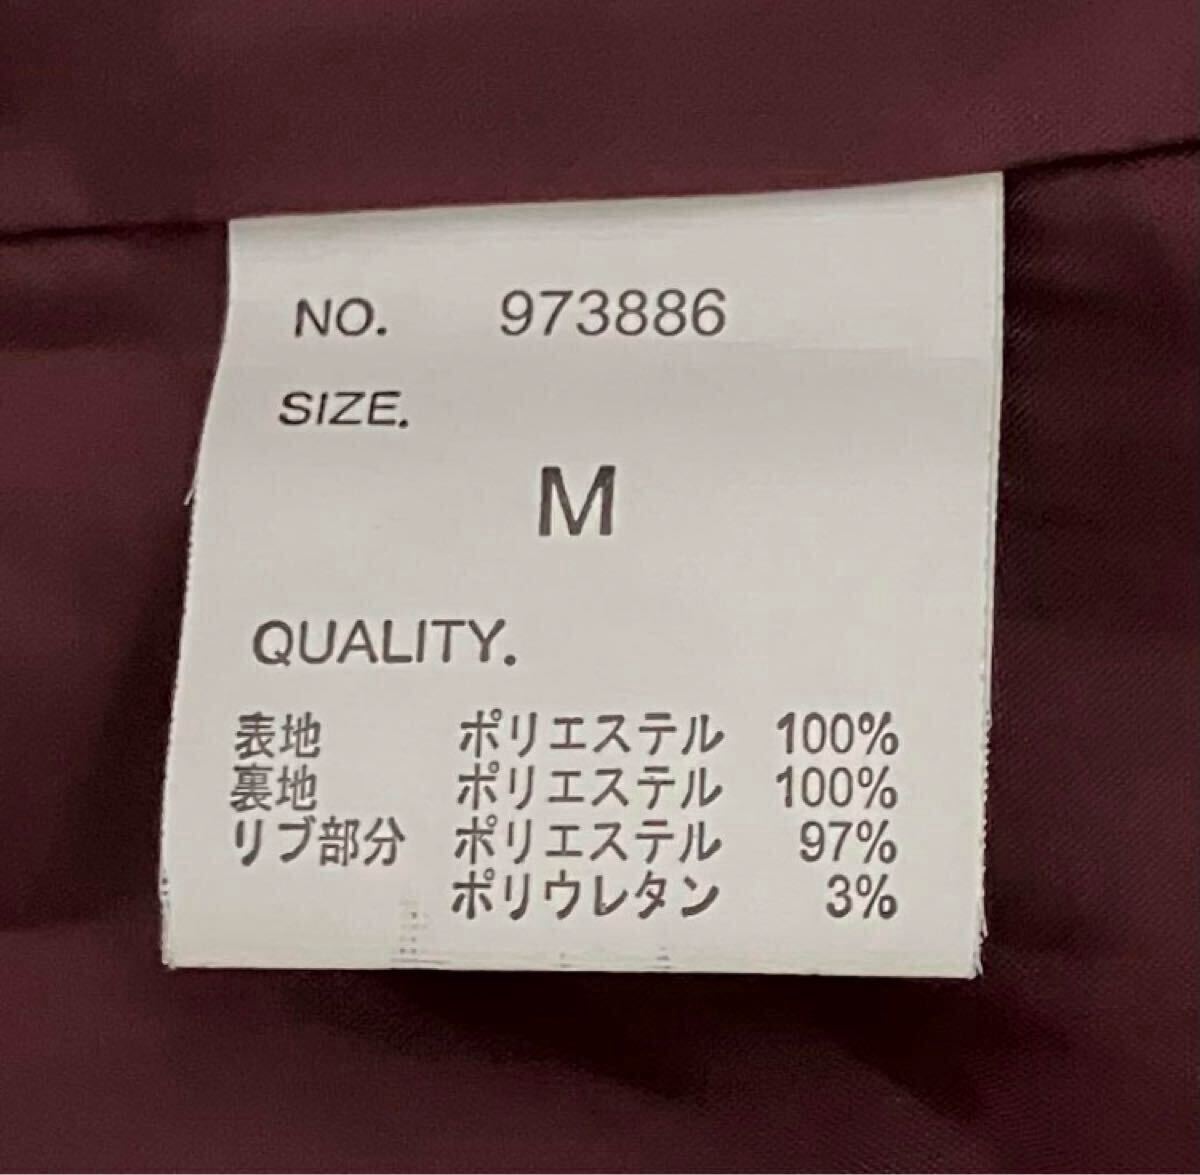 NO. 973886
SIZE.
M
QUALITY.
表地 ポリエステル 100%
裏地 ポリエステル 100%
リブ部分 ポリエステル 97%
ポリウレタン 3%